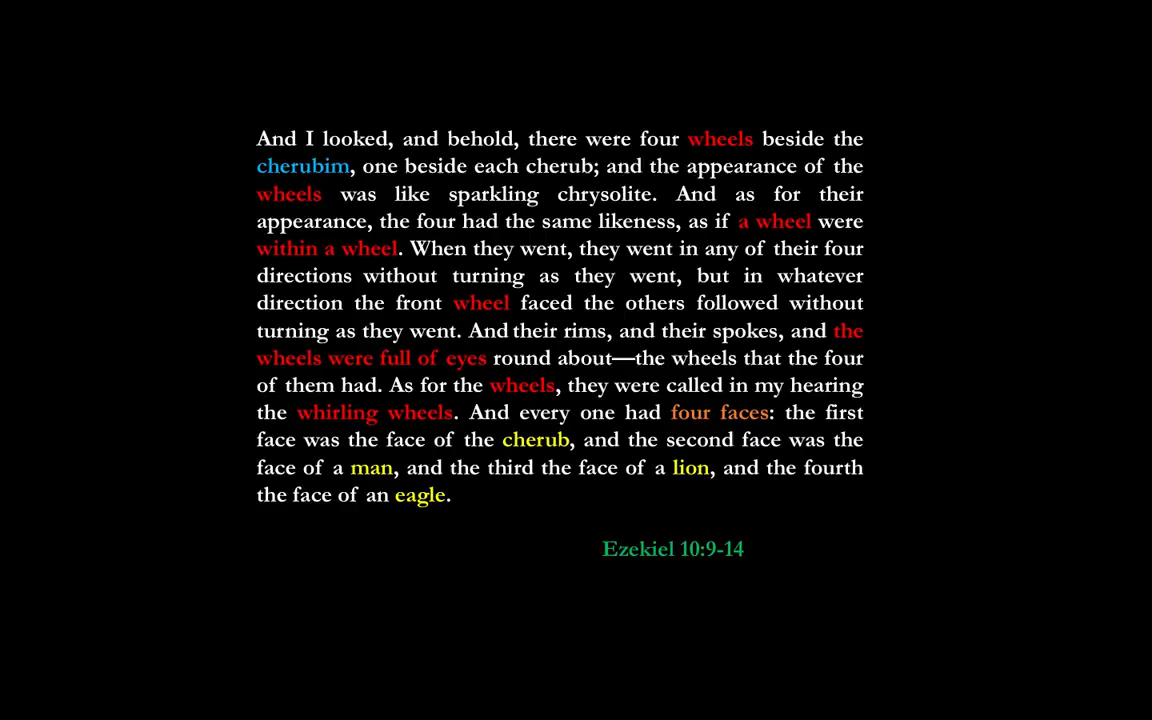 And I looked, and behold, there were four wheels beside the
cherubim, one beside each cherub; and the appearance of the
wheels was like sparkling chrysolite. And as for their
appearance, the four had the same likeness, as if a wheel were
within a wheel. When they went, they went in any of their four
directions without turning as they went, but in whatever
direction the front wheel faced the others followed without
turning as they went. And their rims, and their spokes, and the
wheels were full of eyes round about—the wheels that the four
of them had. As for the wheels, they were called in my hearing
the whirling wheels. And every one had four faces: the first
face was the face of the cherub, and the second face was the
face of a man, and the third the face of a lion, and the fourth
the face of an eagle.
Ezekiel 10:9-14